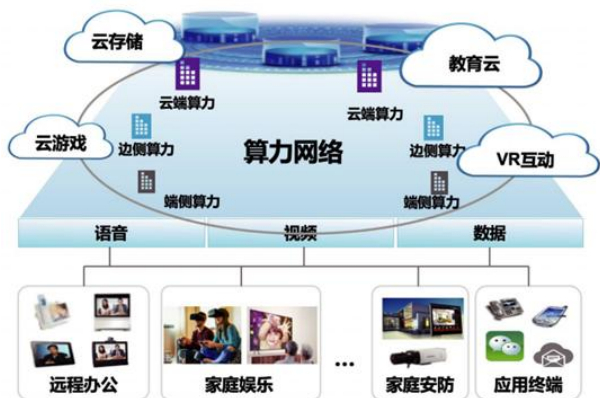 云存储
教育云
云端算力
云端算力
云游戏
边侧算力
算力网络
边侧算力
VR互动
端侧算力
端侧算力
语音
视频
数据
远程办公
家庭娱乐
...
家庭安防
应用终端